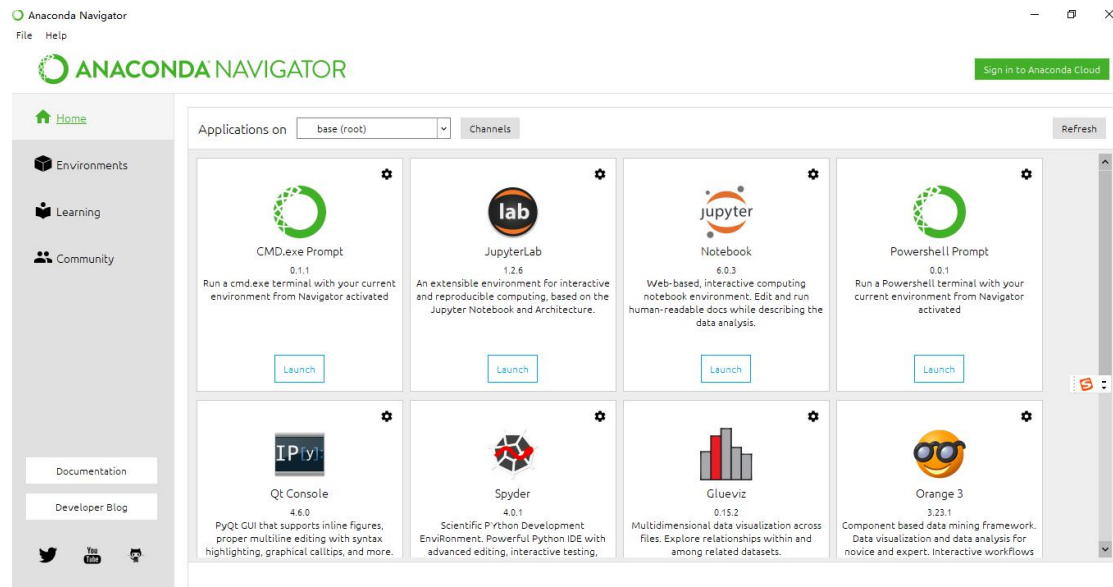 Anaconda Navigator
File Help
ANACONDA NAVIGATOR
Sign in to Anaconda Cloud
Home
Environments
Learning
Community
Documentation
Developer Blog
You
Tube
Applications on base (root) Channels Refresh
CMD.exe Prompt
0.1.1
Run a cmd.exe terminal with your current
environment from Navigator activated
Launch
lab
JupyterLab
1.2.6
An extensible environment for interactive
and reproducible computing, based on the
Jupyter Notebook and Architecture.
Launch
jupyter
Notebook
6.0.3
Web-based, interactive computing
notebook environment. Edit and run
human-readable docs while describing the
data analysis.
Launch
Powershell Prompt
0.0.1
Run a Powershell terminal with your
current environment from Navigator
activated
Launch
IP[y]:
Qt Console
4.6.0
PyQt GUI that supports inline figures,
proper multiline editing with syntax
highlighting, graphical calltips, and more.
Spyder
4.0.1
Scientific PYthon Development
EnviRonment. Powerful Python IDE with
advanced editing, interactive testing,
Glueviz
0.15.2
Multidimensional data visualization across
files. Explore relationships within and
among related datasets.
Orange 3
3.23.1
Component based data mining framework.
Data visualization and data analysis for
novice and expert. Interactive workflows